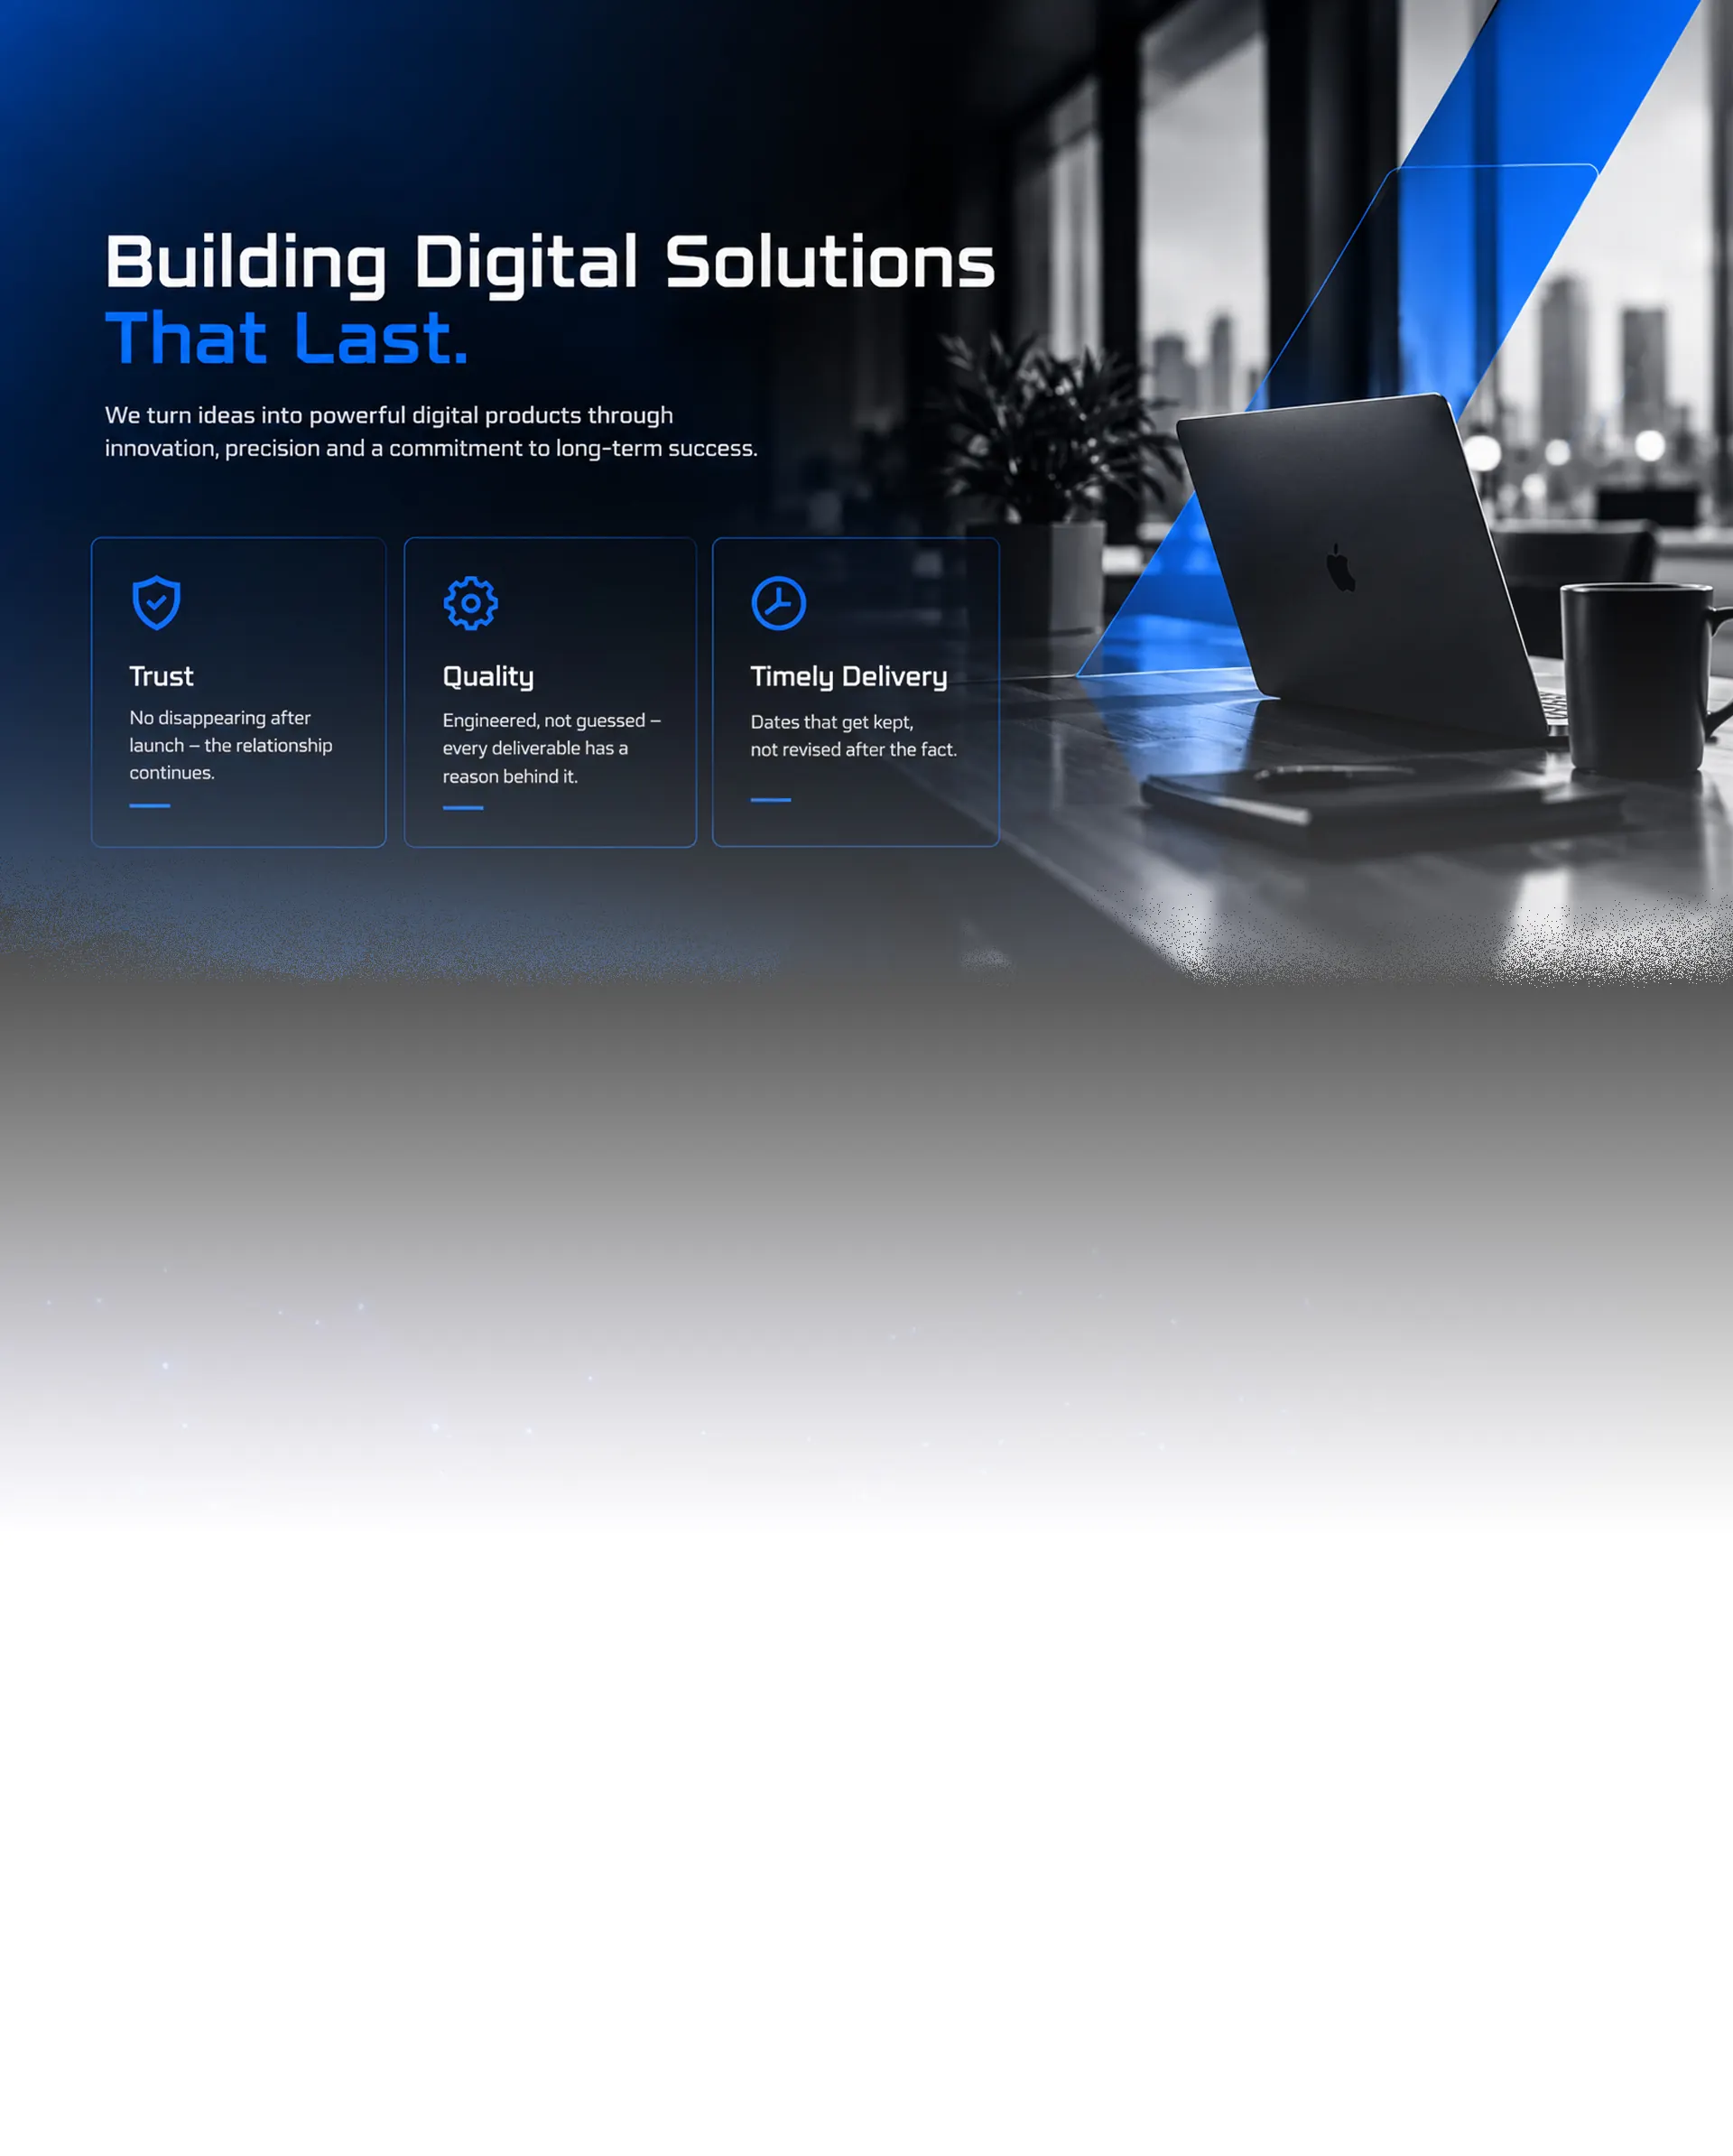 Building Digital Solutions
That Last.
We turn ideas into powerful digital products through
innovation, precision and a commitment to long-term success.
Trust
No disappearing after
launch – the relationship
continues.
Quality
Engineered, not guessed –
every deliverable has a
reason behind it.
Timely Delivery
Dates that get kept,
not revised after the fact.